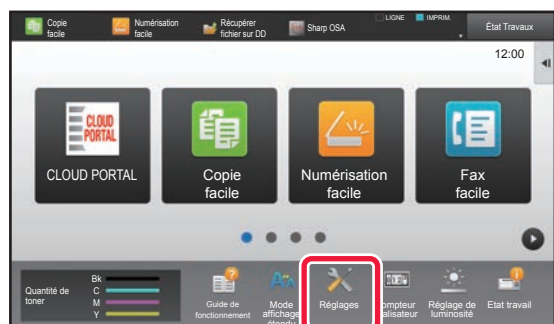 Copie
facile
Numérisation
facile
Récupérer
fichier sur DD
Sharp OSA
LIGNE
IMPRIM.
État Travaux
12:00
CLOUD
PORTAL
CLOUD PORTAL
Copie
facile
Numérisation
facile
Fax
facile
Quantité de
toner
Bk
C
M
Y
Guide de
fonctionnement
Mode
affichage
étendu
Réglages
Réglage de
luminosité
Etat travail